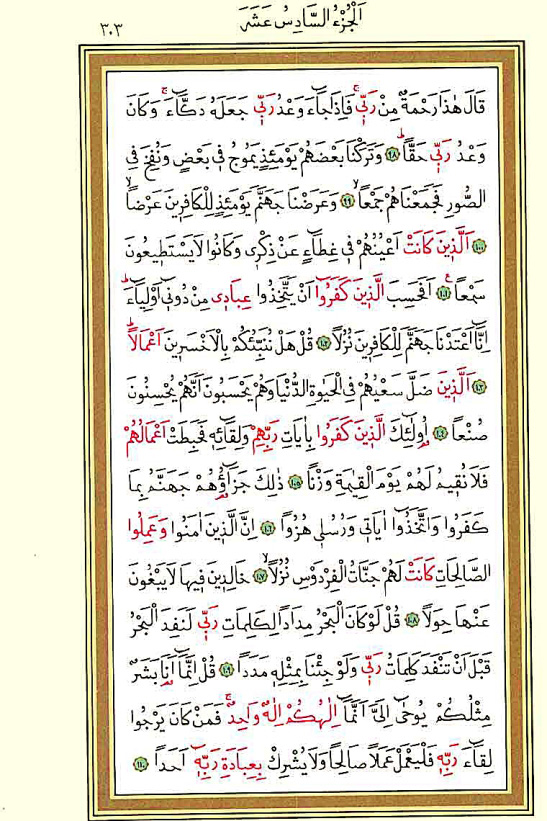 اَلْجُزْءُ السَّادِسُ عَشَرَ
٣٠٣
قَالَ هٰذَا رَحْمَةٌ مِنْ رَبّ۪يۚ فَاِذَا جَٓاءَ وَعْدُ رَبّ۪ي جَعَلَهُ دَكَّٓاءَۚ وَكَانَ
وَعْدُ رَبّ۪ي حَقًّاۜ ﴿٩٨﴾ وَتَرَكْنَا بَعْضَهُمْ يَوْمَئِذٍ يَمُوجُ ف۪ي بَعْضٍ وَنُفِخَ فِي
الصُّورِ فَجَمَعْنَاهُمْ جَمْعًاۙ ﴿٩٩﴾ وَعَرَضْنَا جَهَنَّمَ يَوْمَئِذٍ لِلْكَافِر۪ينَ عَرْضًاۙ
﴿١٠٠﴾ اَلَّذ۪ينَ كَانَتْ اَعْيُنُهُمْ ف۪ي غِطَٓاءٍ عَنْ ذِكْر۪ي وَكَانُوا لَا يَسْتَط۪يعُونَ
سَمْعًا۟ ﴿١٠١﴾ اَفَحَسِبَ الَّذ۪ينَ كَفَرُٓوا اَنْ يَتَّخِذُوا عِبَاد۪ي مِنْ دُون۪ٓي اَوْلِيَٓاءَۜ
اِنَّٓا اَعْتَدْنَا جَهَنَّمَ لِلْكَافِر۪ينَ نُزُلًا ﴿١٠٢﴾ قُلْ هَلْ نُنَبِّئُكُمْ بِالْاَخْسَر۪ينَ اَعْمَالًاۜ
﴿١٠٣﴾ اَلَّذ۪ينَ ضَلَّ سَعْيُهُمْ فِي الْحَيٰوةِ الدُّنْيَا وَهُمْ يَحْسَبُونَ اَنَّهُمْ يُحْسِنُونَ
صُنْعًا ﴿١٠٤﴾ اُو۬لٰٓئِكَ الَّذ۪ينَ كَفَرُوا بِاٰيَاتِ رَبِّهِمْ وَلِقَٓائِه۪ فَحَبِطَتْ اَعْمَالُهُمْ
فَلَا نُق۪يمُ لَهُمْ يَوْمَ الْقِيٰمَةِ وَزْنًا ﴿١٠٥﴾ ذٰلِكَ جَزَٓاؤُ۬هُمْ جَهَنَّمُ بِمَا
كَفَرُوا وَاتَّخَذُٓوا اٰيَات۪ي وَرُسُل۪ي هُزُوًا ﴿١٠٦﴾ اِنَّ الَّذ۪ينَ اٰمَنُوا وَعَمِلُوا
الصَّالِحَاتِ كَانَتْ لَهُمْ جَنَّاتُ الْفِرْدَوْسِ نُزُلًاۙ ﴿١٠٧﴾ خَالِد۪ينَ ف۪يهَا لَا يَبْغُونَ
عَنْهَا حِوَلًا ﴿١٠٨﴾ قُلْ لَوْ كَانَ الْبَحْرُ مِدَادًا لِكَلِمَاتِ رَبّ۪ي لَنَفِدَ الْبَحْرُ
قَبْلَ اَنْ تَنْفَدَ كَلِمَاتُ رَبّ۪ي وَلَوْ جِئْنَا بِمِثْلِه۪ مَدَدًا ﴿١٠٩﴾ قُلْ اِنَّمَٓا اَنَا۬ بَشَرٌ
مِثْلُكُمْ يُوحٰٓى اِلَيَّ اَنَّمَٓا اِلٰهُكُمْ اِلٰهٌ وَاحِدٌۚ فَمَنْ كَانَ يَرْجُوا
لِقَٓاءَ رَبِّه۪ فَلْيَعْمَلْ عَمَلًا صَالِحًا وَلَا يُشْرِكْ بِعِبَادَةِ رَبِّه۪ٓ اَحَدًا ﴿١١٠﴾